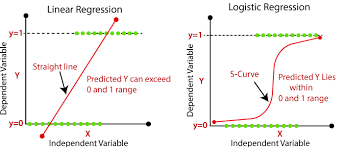 Linear Regression
y=1
Dependent Variable
Y
Straight line
Predicted Y can exceed
0 and 1 range
y=0
X
Independent Variable
Logistic Regression
y=1
Dependent Variable
Y
S-Curve
Predicted Y Lies
within
0 and 1 range
y=0
X
Independent Variable